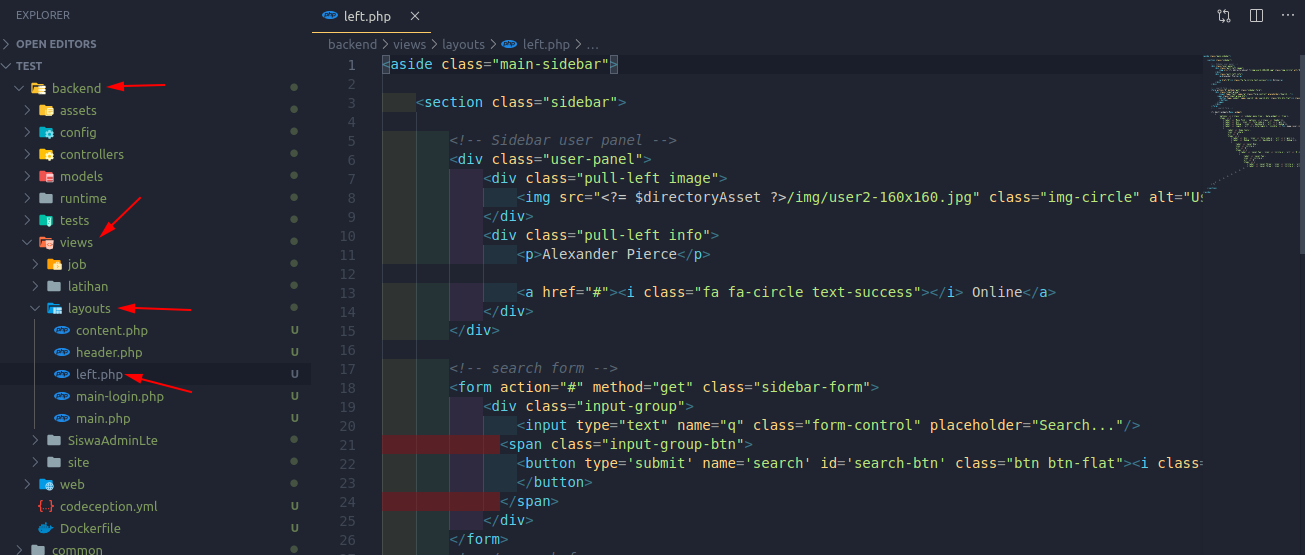 EXPLORER
OPEN EDITORS
TEST
backend
assets
config
controllers
models
runtime
tests
views
job
latihan
layouts
content.php U
header.php U
left.php U
main-login.php U
main.php U
SiswaAdminLte
site
web
codeception.yml U
Dockerfile U
common
left.php
backend > views > layouts > left.php > ...
1 <aside class="main-sidebar">
2
3 <section class="sidebar">
4
5 <!-- Sidebar user panel -->
6 <div class="user-panel">
7 <div class="pull-left image">
8 <img src="<?= $directoryAsset ?>/img/user2-160x160.jpg" class="img-circle" alt="Us
9 </div>
10 <div class="pull-left info">
11 <p>Alexander Pierce</p>
12
13 <a href="#"><i class="fa fa-circle text-success"></i> Online</a>
14 </div>
15 </div>
16
17 <!-- search form -->
18 <form action="#" method="get" class="sidebar-form">
19 <div class="input-group">
20 <input type="text" name="q" class="form-control" placeholder="Search..."/>
21 <span class="input-group-btn">
22 <button type='submit' name='search' id='search-btn' class="btn btn-flat"><i clas
23 </button>
24 </span>
25 </div>
26 </form>